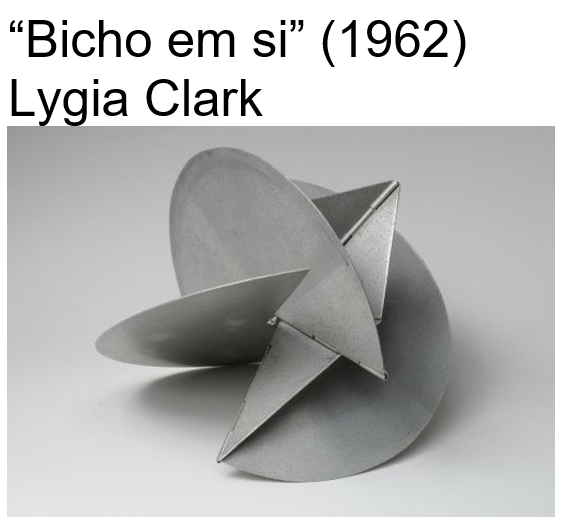 “Bicho em si” (1962)
Lygia Clark